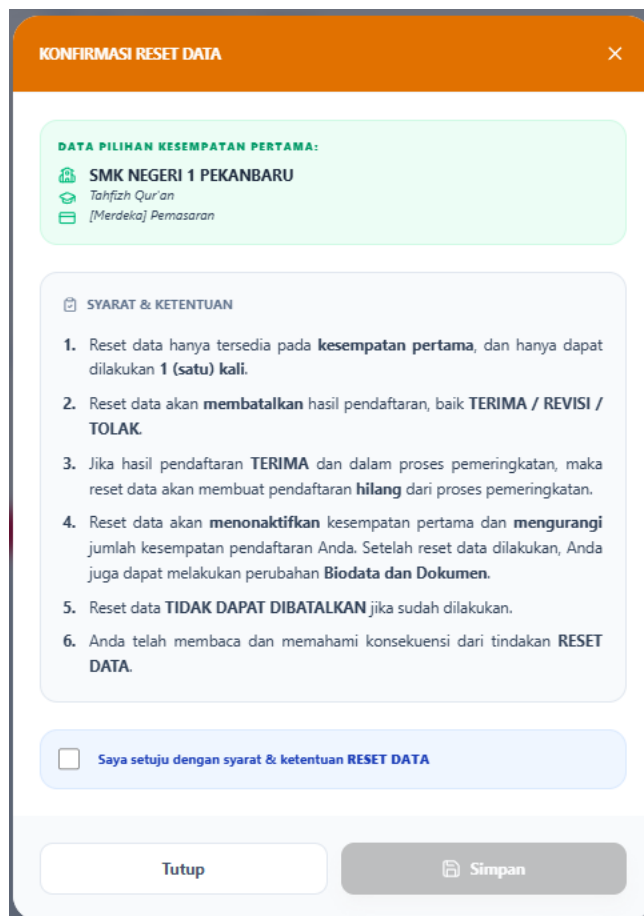 KONFIRMASI RESET DATA
DATA PILIHAN KESEMPATAN PERTAMA:
SMK NEGERI 1 PEKANBARU
Tahfizh Qur'an
[Merdeka] Pemasaran
SYARAT & KETENTUAN
1. Reset data hanya tersedia pada kesempatan pertama, dan hanya dapat
dilakukan 1 (satu) kali.
2. Reset data akan membatalkan hasil pendaftaran, baik TERIMA / REVISI /
TOLAK.
3. Jika hasil pendaftaran TERIMA dan dalam proses pemeringkatan, maka
reset data akan membuat pendaftaran hilang dari proses pemeringkatan.
4. Reset data akan menonaktifkan kesempatan pertama dan mengurangi
jumlah kesempatan pendaftaran Anda. Setelah reset data dilakukan, Anda
juga dapat melakukan perubahan Biodata dan Dokumen.
5. Reset data TIDAK DAPAT DIBATALKAN jika sudah dilakukan.
6. Anda telah membaca dan memahami konsekuensi dari tindakan RESET
DATA.
Saya setuju dengan syarat & ketentuan RESET DATA
Tutup
Simpan